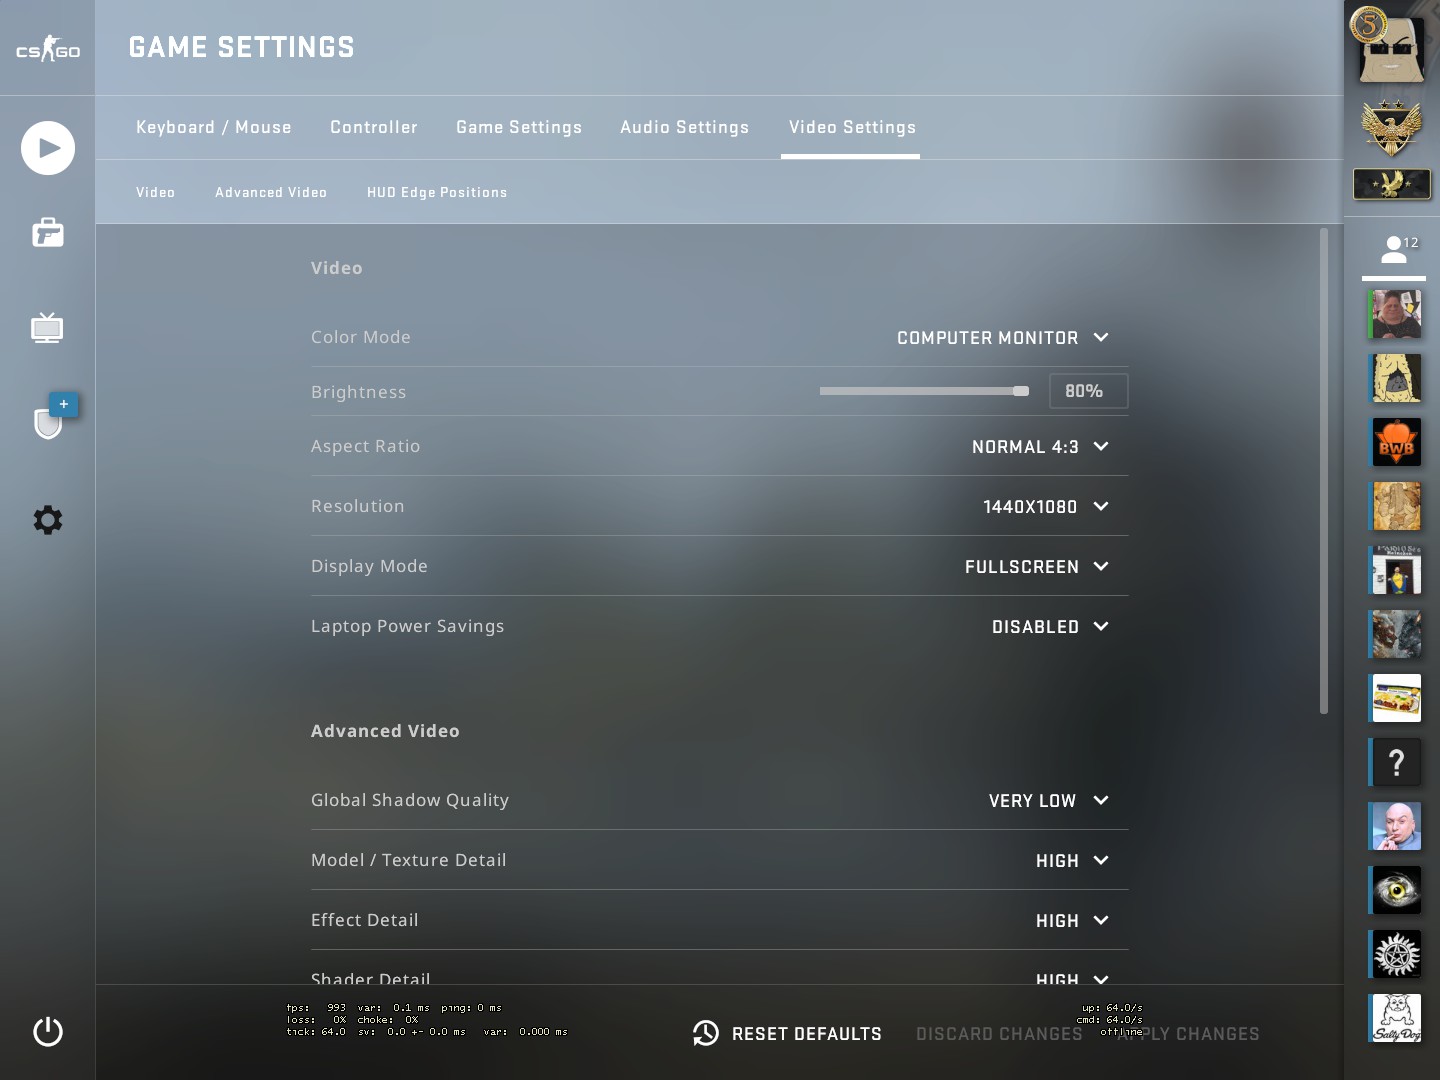 CS GO
GAME SETTINGS
5
Keyboard / Mouse
Controller
Game Settings
Audio Settings
Video Settings
Video
Advanced Video
HUD Edge Positions
12
Video
Color Mode
COMPUTER MONITOR
Brightness
80%
Aspect Ratio
NORMAL 4:3
Resolution
1440X1080
Display Mode
FULLSCREEN
Laptop Power Savings
DISABLED
Advanced Video
Global Shadow Quality
VERY LOW
Model / Texture Detail
HIGH
Effect Detail
HIGH
Shader Detail
HIGH
+
BWB
?
Salty Dog
fps: 993 var: 0.1 ms ping: 0 ms
loss: 0% choke: 0%
tick: 64.0 sv: 0.0 +- 0.0 ms var: 0.000 ms
up: 64.0/s
cmd: 64.0/s
offline
RESET DEFAULTS
DISCARD CHANGES
APPLY CHANGES